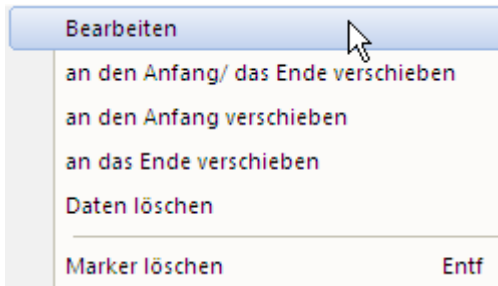 Bearbeiten
an den Anfang/ das Ende verschieben
an den Anfang verschieben
an das Ende verschieben
Daten löschen
Marker löschen Entf